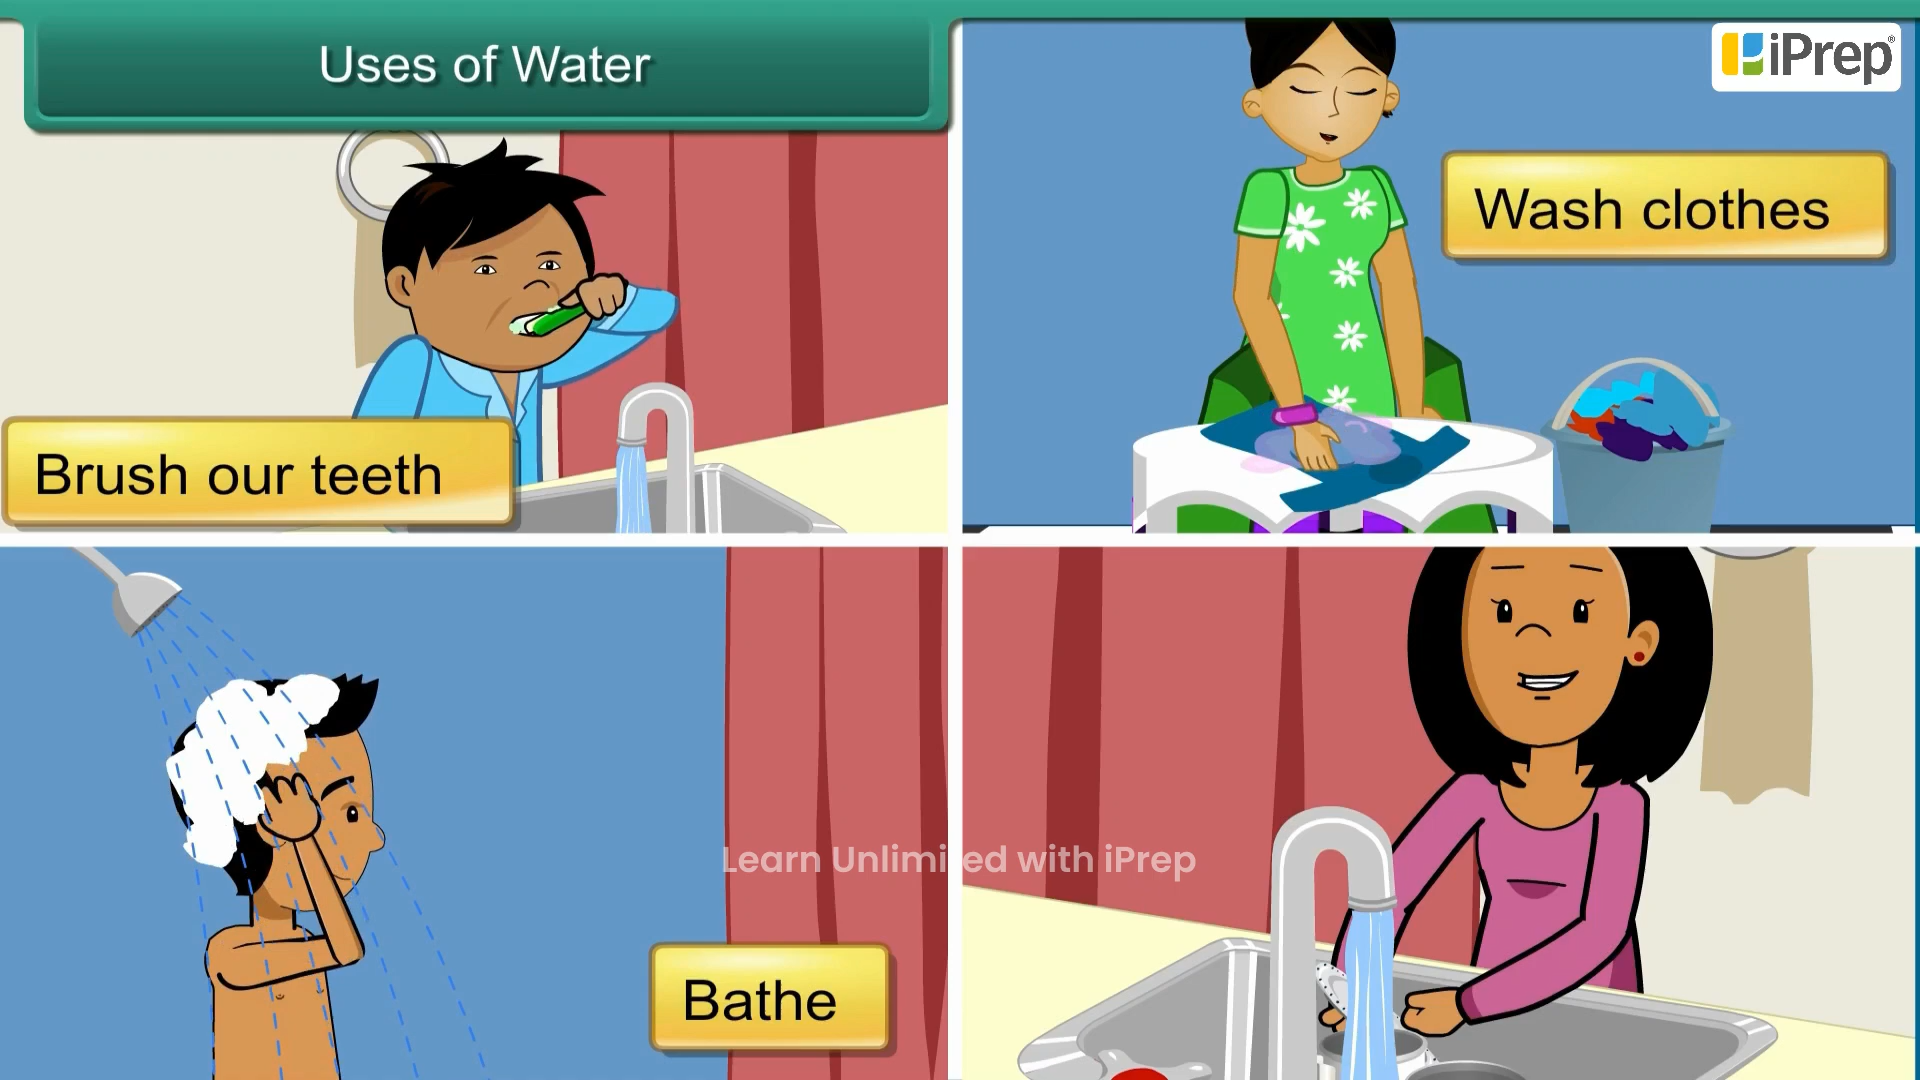 Uses of Water
iPrep®
Wash clothes
Brush our teeth
Learn Unlimited with iPrep
Bathe